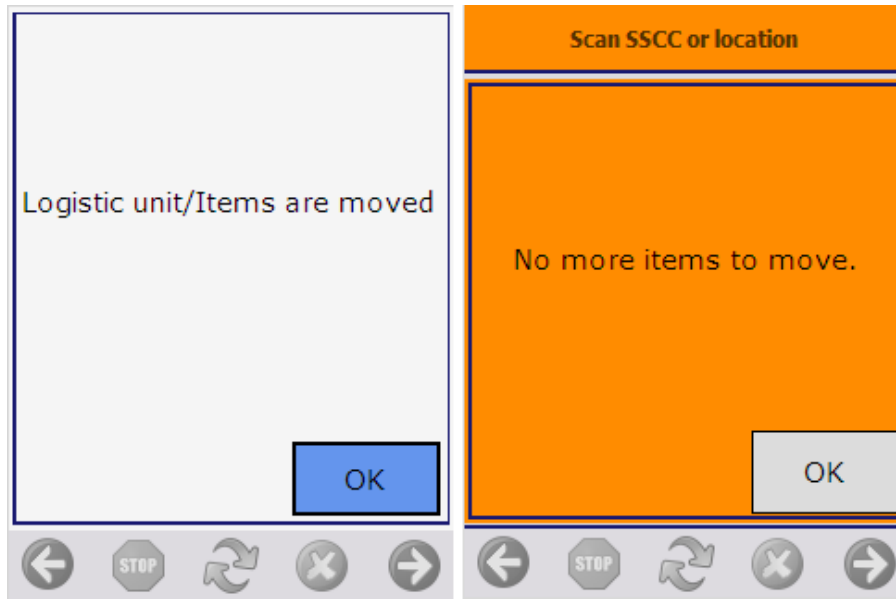 Logistic unit/Items are moved
OK
STOP
Scan SSCC or location
No more items to move.
OK
STOP